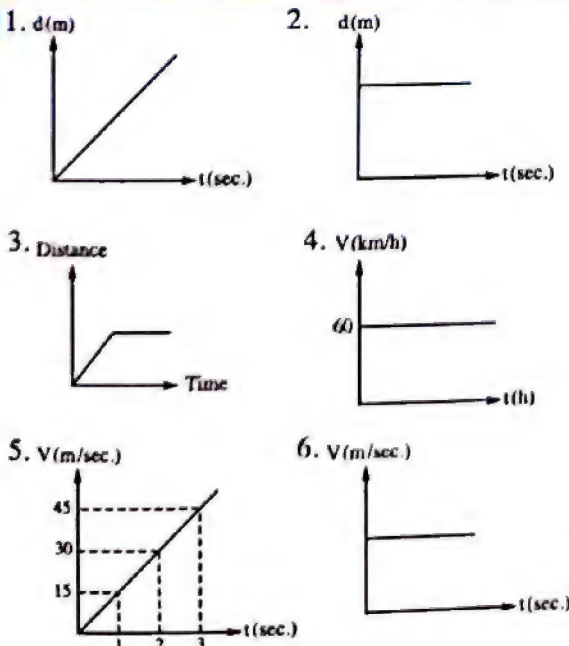 1. d(m)
t(sec.)
2. d(m)
t(sec.)
3. Distance
Time
4. V(km/h)
60
t(h)
5. V(m/sec.)
45
30
15
1 2 3
t(sec.)
6. V(m/sec.)
t(sec.)